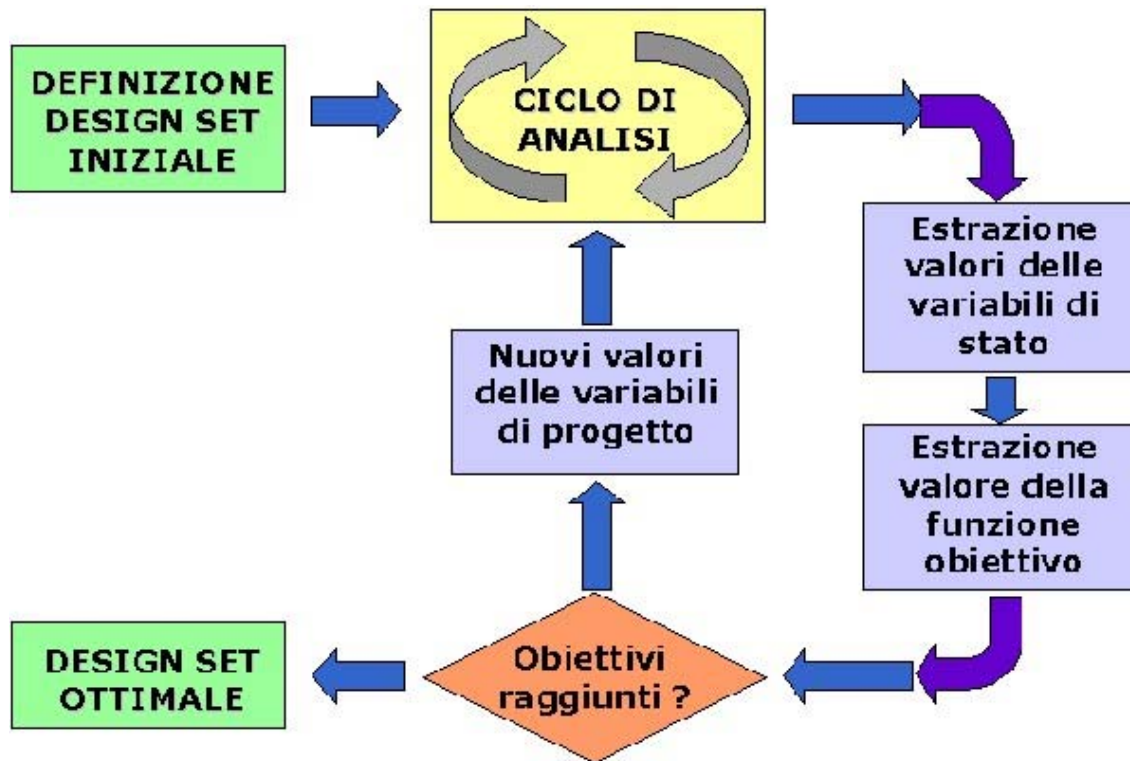 DEFINIZIONE
DESIGN SET
INIZIALE
CICLO DI
ANALISI
Estrazione
valori delle
variabili di
stato
Estrazione
valore della
funzione
obiettivo
Obiettivi
raggiunti ?
Nuovi valori
delle variabili
di progetto
DESIGN SET
OTTIMALE